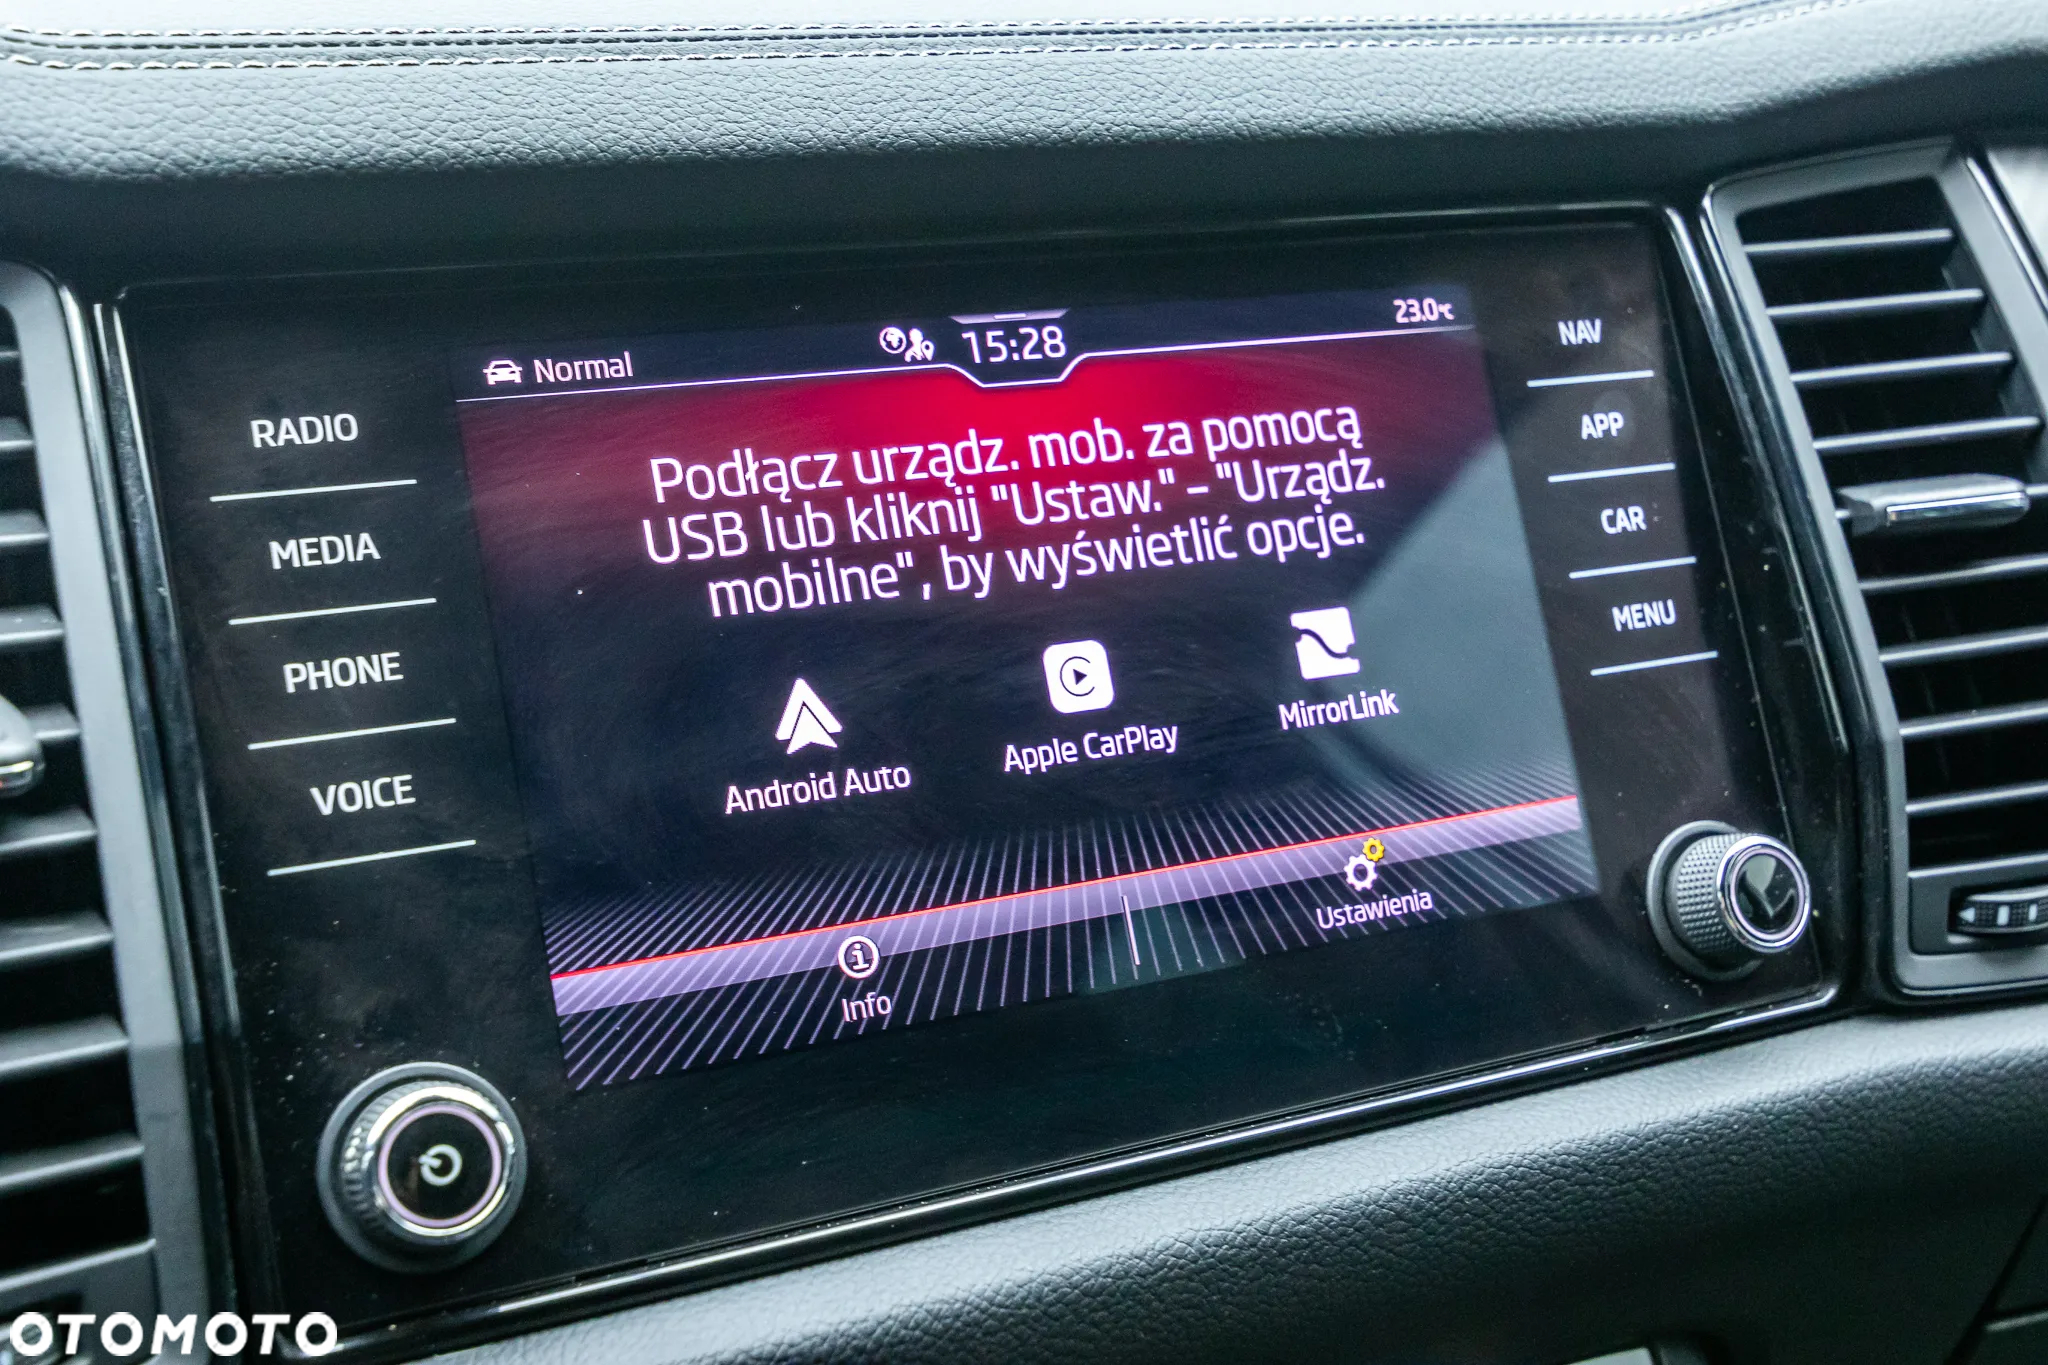 Normal
15:28
23.0°C
RADIO
MEDIA
PHONE
VOICE
NAV
APP
CAR
MENU
Podłącz urządz. mob. za pomocą
USB lub kliknij "Ustaw." - "Urządz.
mobilne", by wyświetlić opcje.
Android Auto
Apple CarPlay
MirrorLink
Info
Ustawienia
OTOMOTO